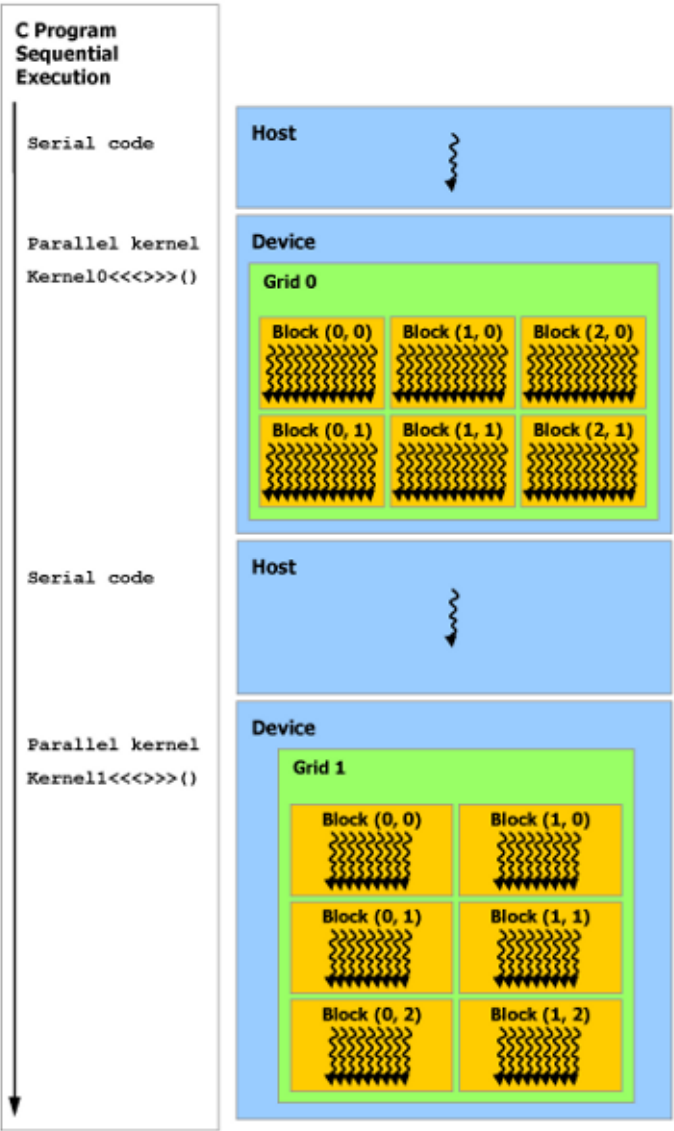 C Program
Sequential
Execution
Serial code
Host
Parallel kernel
Kernel0<<<>>>()
Device
Grid 0
Block (0, 0) Block (1, 0) Block (2, 0)
Block (0, 1) Block (1, 1) Block (2, 1)
Serial code
Host
Parallel kernel
Kernel1<<<>>>()
Device
Grid 1
Block (0, 0) Block (1, 0)
Block (0, 1) Block (1, 1)
Block (0, 2) Block (1, 2)